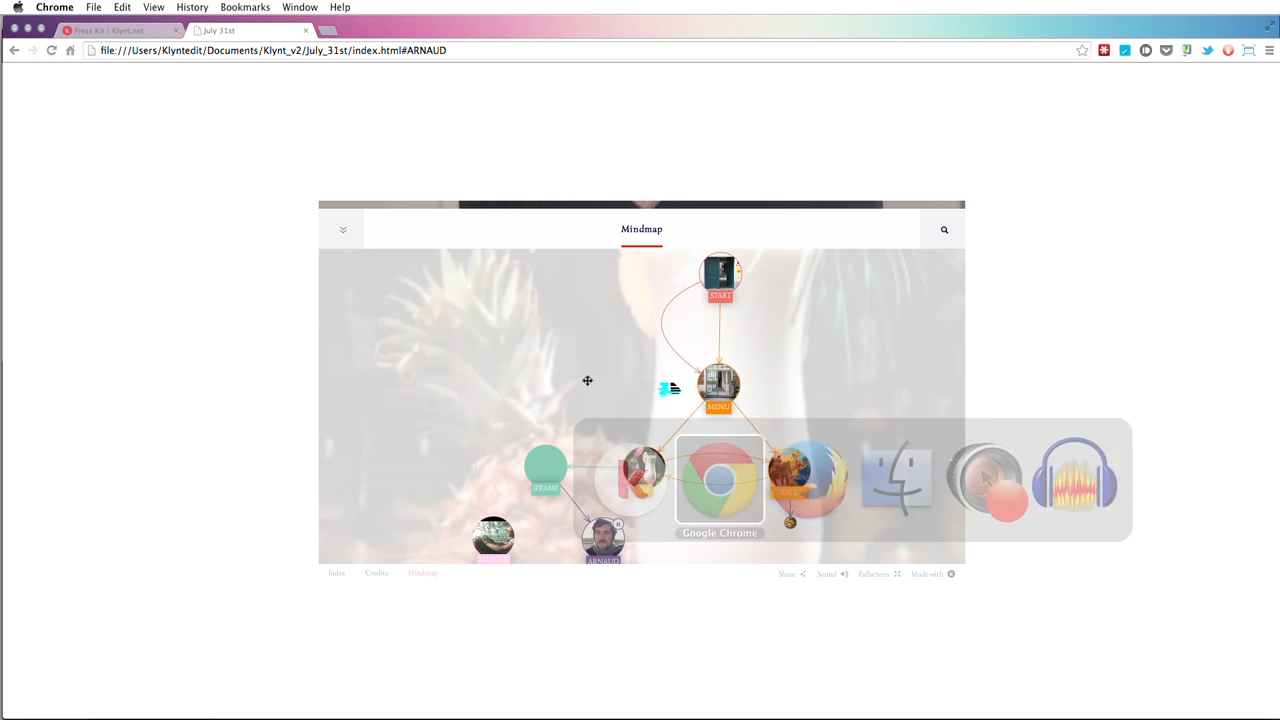 Chrome File Edit View History Bookmarks Window Help
Press Kit | Klynt.net
July 31st
file:///Users/Klyntedit/Documents/Klynt_v2/July_31st/index.html#ARNAUD
Mindmap
START
MENU
IFRAME
ARNAUD
Google Chrome
Index Credits Mindmap Share Sound Fullscreen Made with